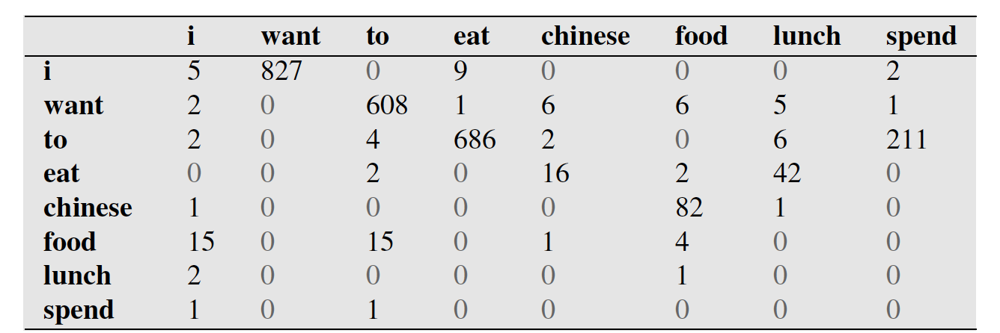 i want to eat chinese food lunch spend
i 5 827 0 9 0 0 0 2
want 2 0 608 1 6 6 5 1
to 2 0 4 686 2 0 6 211
eat 0 0 2 0 16 2 42 0
chinese 1 0 0 0 0 82 1 0
food 15 0 15 0 1 4 0 0
lunch 2 0 0 0 0 1 0 0
spend 1 0 1 0 0 0 0 0